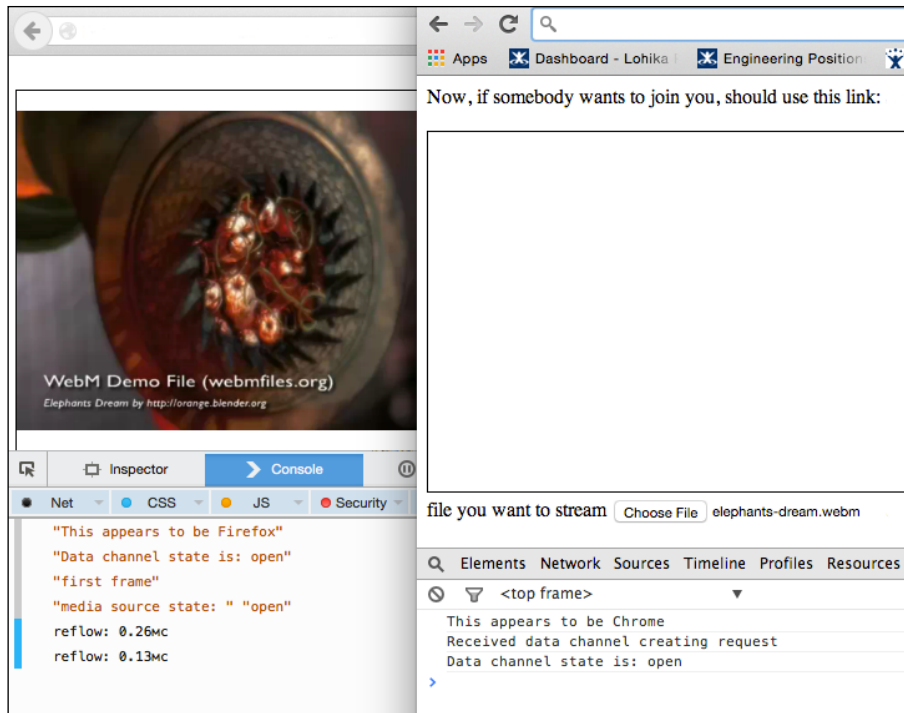 WebM Demo File (webmfiles.org)
Elephants Dream by http://orange.blender.org
Inspector
Console
Net
CSS
JS
Security
"This appears to be Firefox"
"Data channel state is: open"
"first frame"
"media source state: " "open"
reflow: 0.26мс
reflow: 0.13мс
Apps
Dashboard - Lohika
Engineering Position
Now, if somebody wants to join you, should use this link:
file you want to stream Choose File elephants-dream.webm
Elements Network Sources Timeline Profiles Resources
<top frame>
This appears to be Chrome
Received data channel creating request
Data channel state is: open